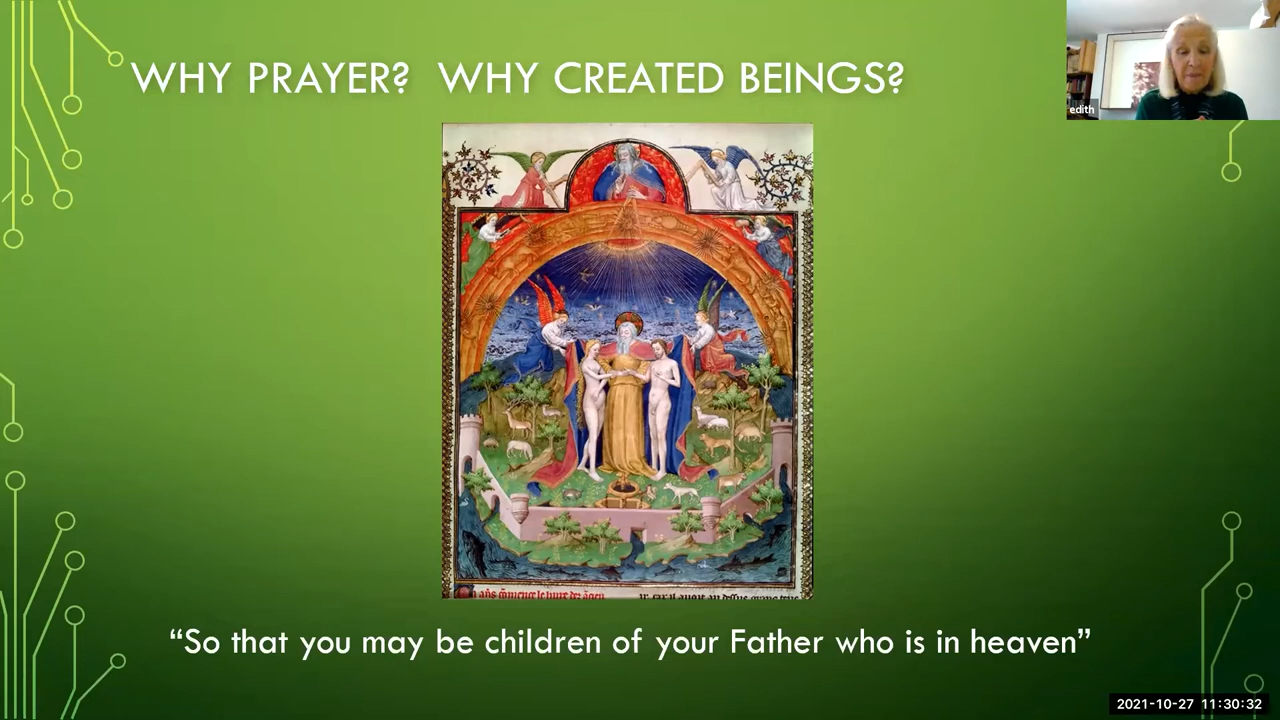 WHY PRAYER? WHY CREATED BEINGS?
edith
“So that you may be children of your Father who is in heaven”
2021-10-27 11:30:32